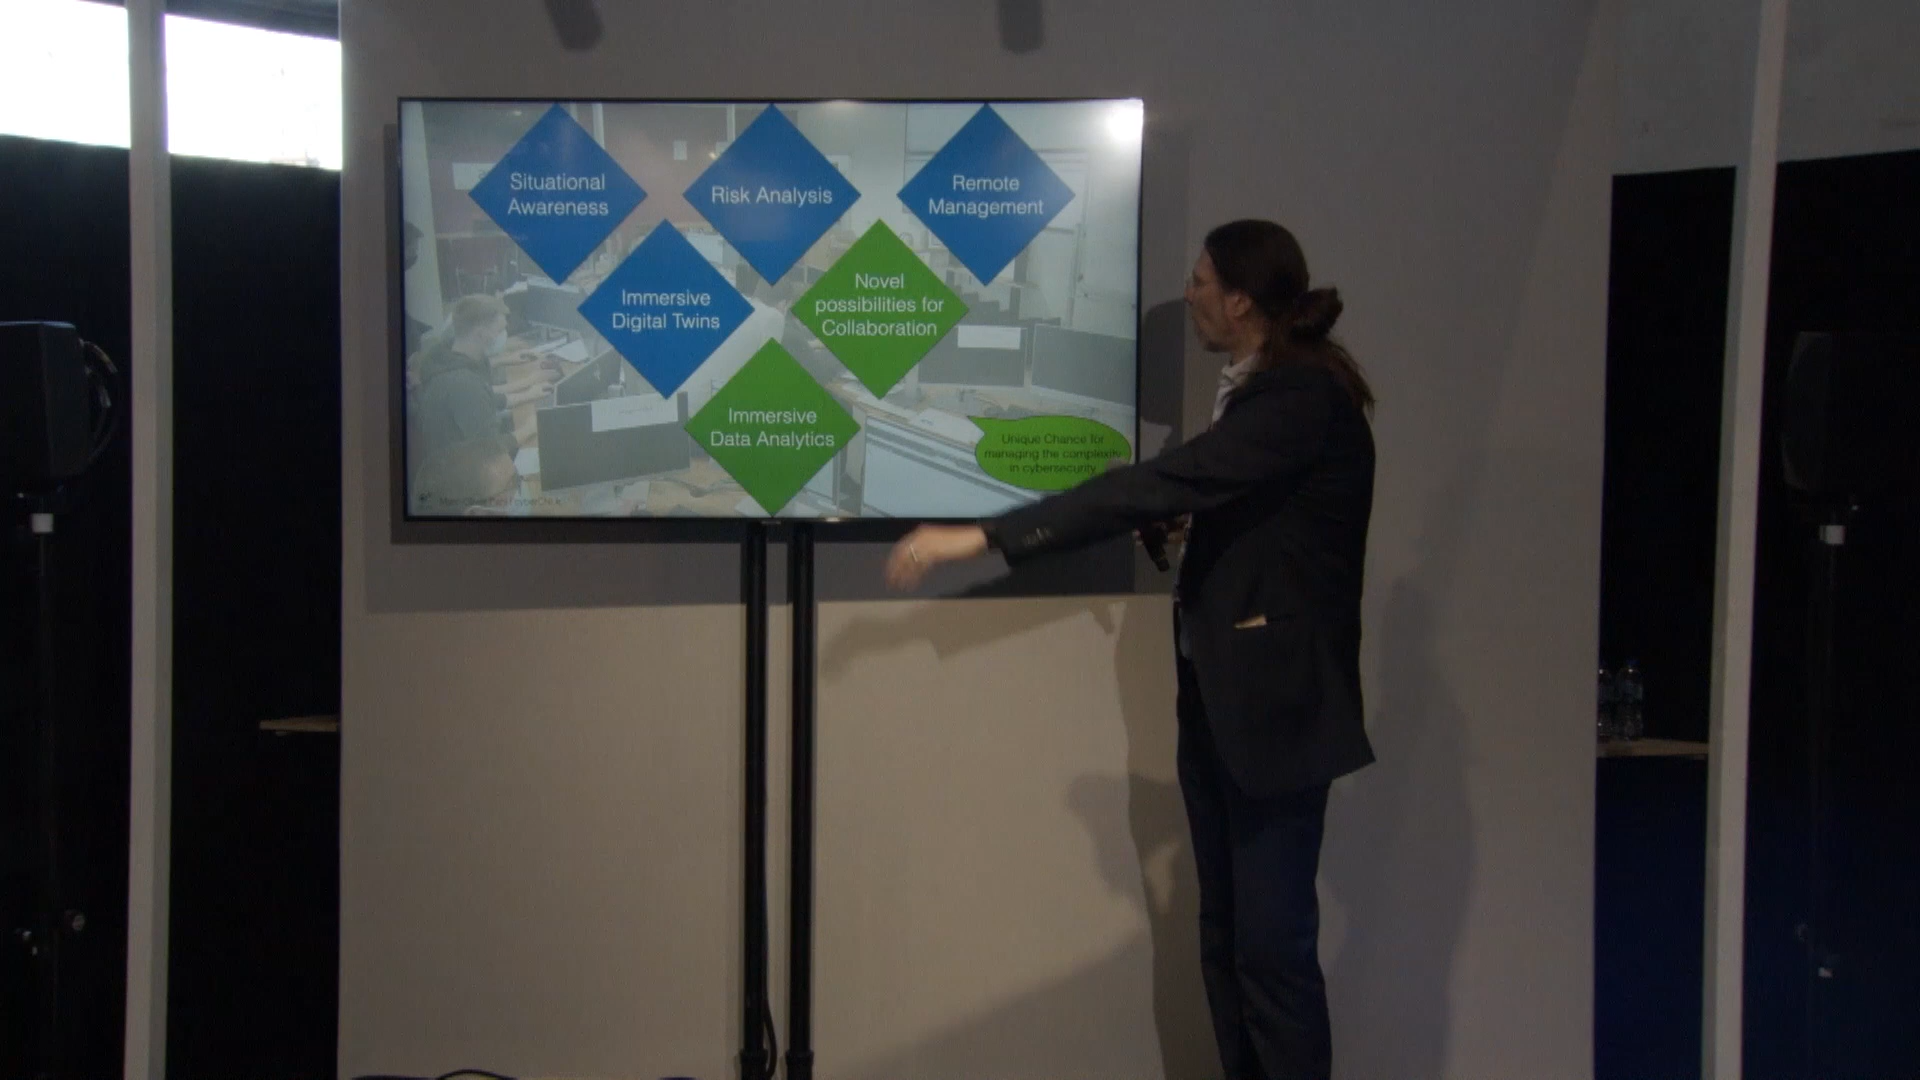 Situational
Awareness
Risk Analysis
Remote
Management
Immersive
Digital Twins
Novel
possibilities for
Collaboration
Immersive
Data Analytics
Unique Chance for
managing the complexity
in cybersecurity